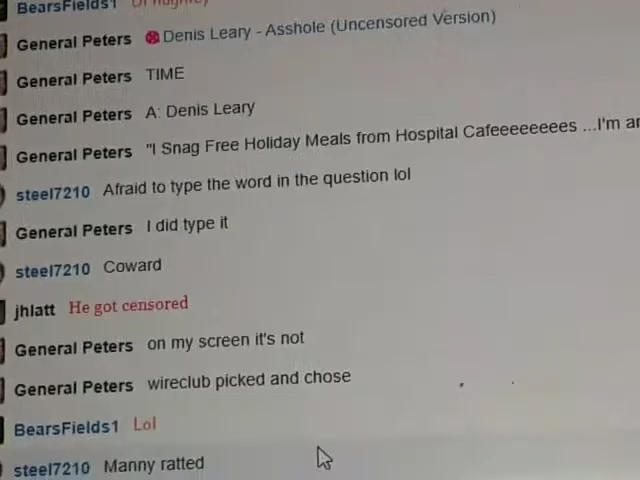 BearsFields1
General Peters Denis Leary - Asshole (Uncensored Version)
General Peters TIME
General Peters A: Denis Leary
General Peters "I Snag Free Holiday Meals from Hospital Cafeeeeeees ...I'm an
steel7210 Afraid to type the word in the question lol
General Peters I did type it
steel7210 Coward
jhlatt He got censored
General Peters on my screen it's not
General Peters wireclub picked and chose
BearsFields1 Lol
steel7210 Manny ratted